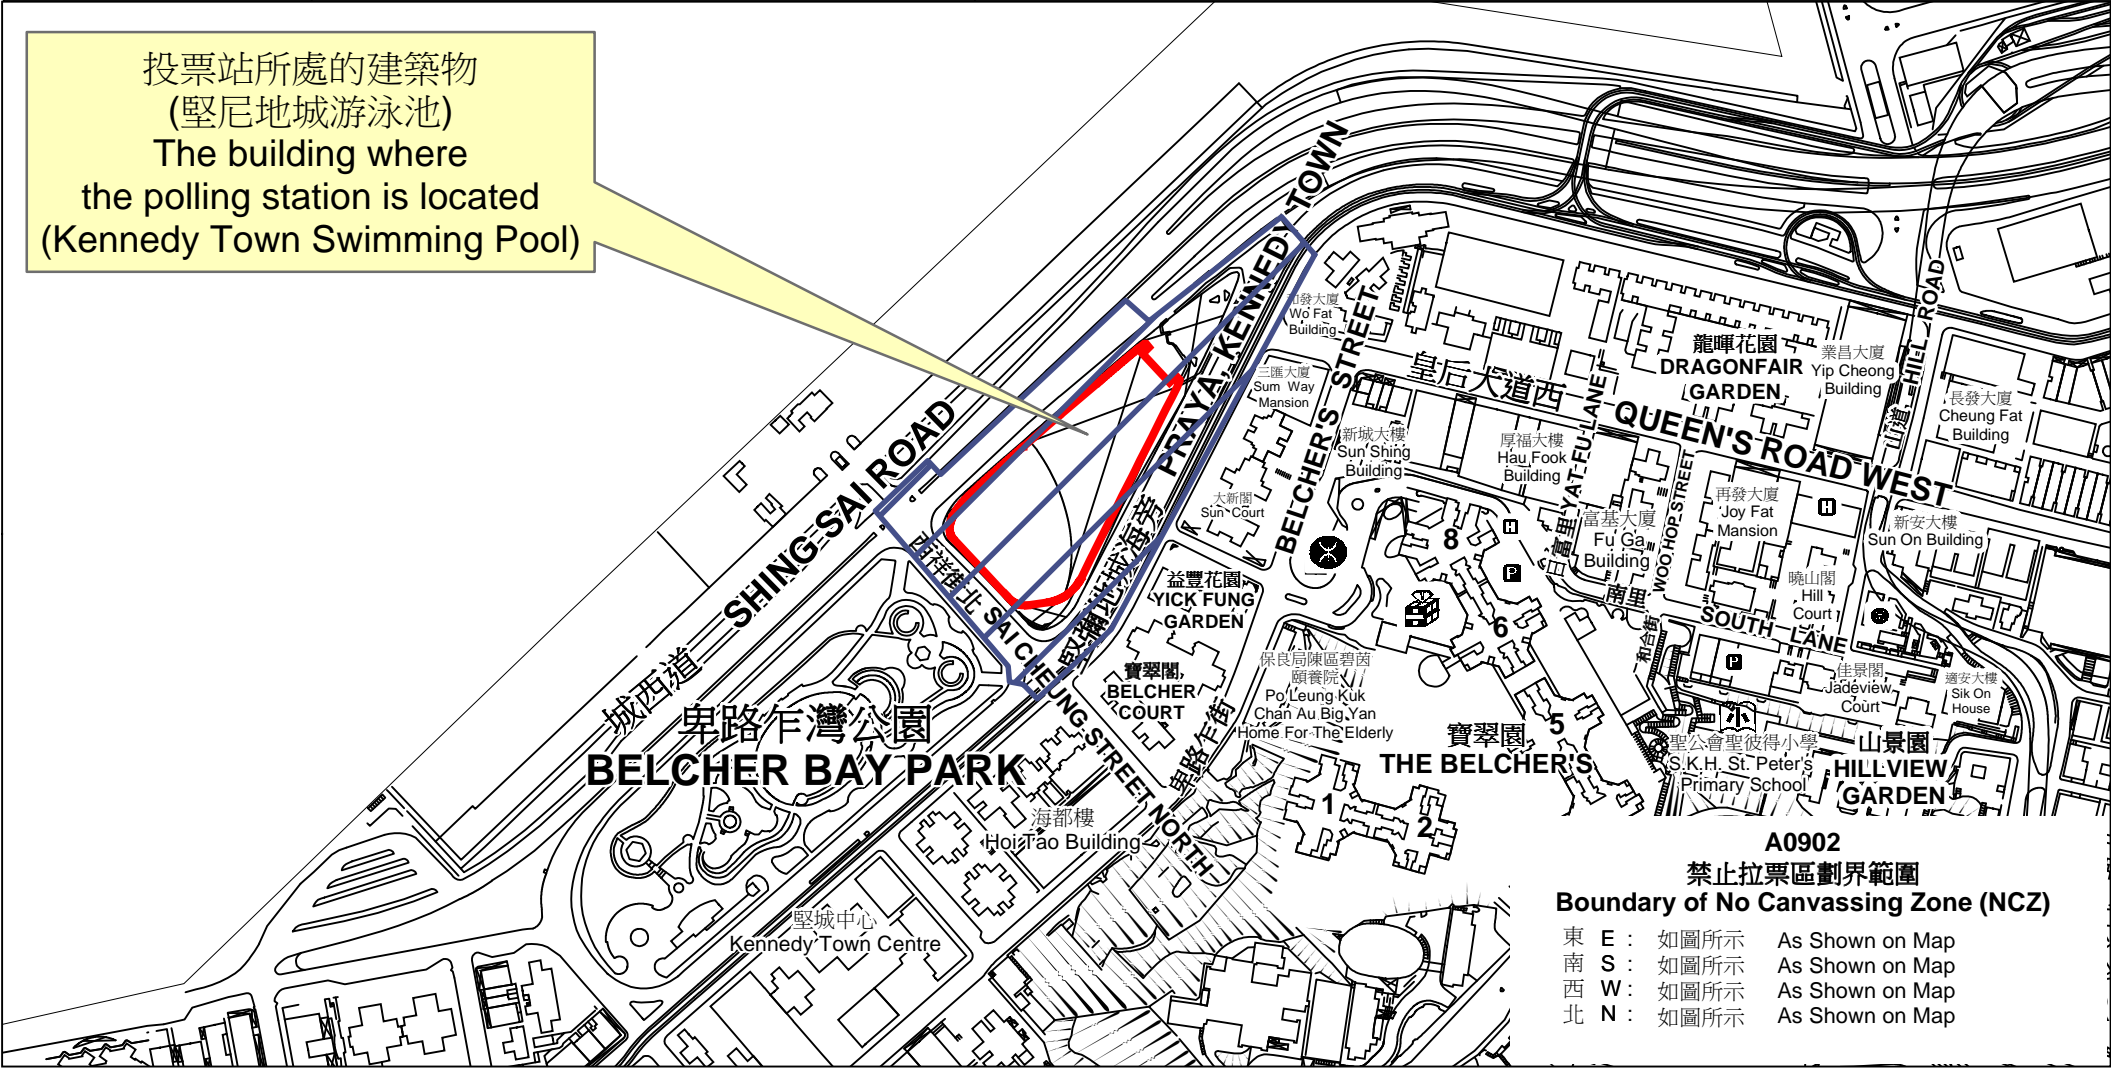 投票站所處的建築物
(堅尼地城游泳池)
The building where
the polling station is located
(Kennedy Town Swimming Pool)
SHING SAI ROAD
城西道
卑路乍灣公園
BELCHER BAY PARK
西祥街北 SAI CHEUNG STREET NORTH
堅彌地城海旁 PRAYA, KENNEDY TOWN
和發大廈
Wo Fat
Building
三匯大廈
Sum Way
Mansion
BELCHER'S STREET
卑路乍街
皇后大道西
QUEEN'S ROAD WEST
龍暉花園
DRAGONFAIR
GARDEN
業昌大廈
Yip Cheong
Building
山道 HILL ROAD
長發大廈
Cheung Fat
Building
新城大樓
Sun Shing
Building
厚福大樓
Hau Fook
Building
日富里 YAT FU LANE
大新閣
Sun Court
8
富基大廈
Fu Ga
Building
WOO HOP STREET
和合街
再發大廈
Joy Fat
Mansion
新安大樓
Sun On Building
曉山閣
Hill
Court
南里
SOUTH LANE
益豐花園
YICK FUNG
GARDEN
6
寶翠閣
BELCHER
COURT
保良局陳區碧茵
頤養院
Po Leung Kuk
Chan Au Big Yan
Home For The Elderly
寶翠園
THE BELCHER'S
5
1
2
佳景閣
Jadeview
Court
適安大樓
Sik On
House
聖公會聖彼得小學
S.K.H. St. Peter's
Primary School
山景園
HILLVIEW
GARDEN
海都樓
Hoi Tao Building
堅城中心
Kennedy Town Centre
A0902
禁止拉票區劃界範圍
Boundary of No Canvassing Zone (NCZ)
東 E : 如圖所示 As Shown on Map
南 S : 如圖所示 As Shown on Map
西 W : 如圖所示 As Shown on Map
北 N : 如圖所示 As Shown on Map
H
P
H
P